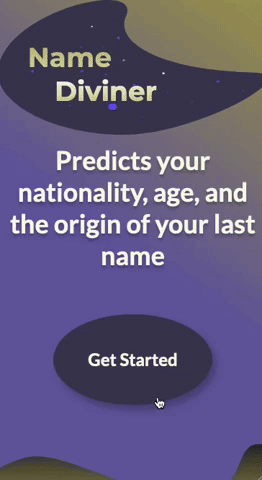 Name
Diviner
Predicts your
nationality, age, and
the origin of your last
name
Get Started